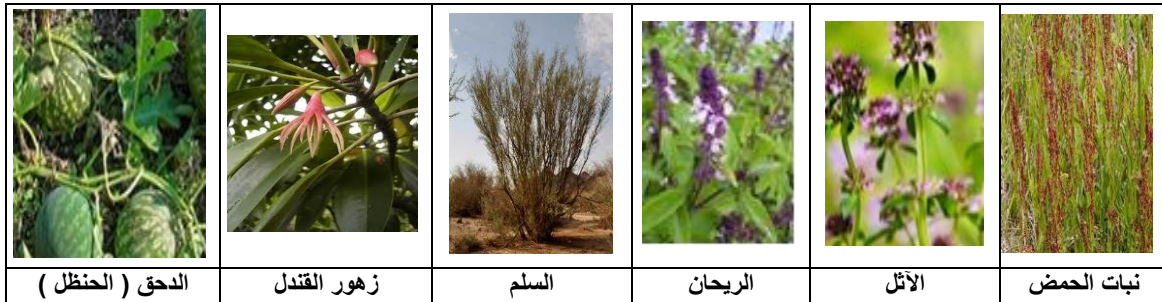 نبات الحمض
الآثل
الريحان
السلم
زهور القندل
الدحق ( الحنظل )